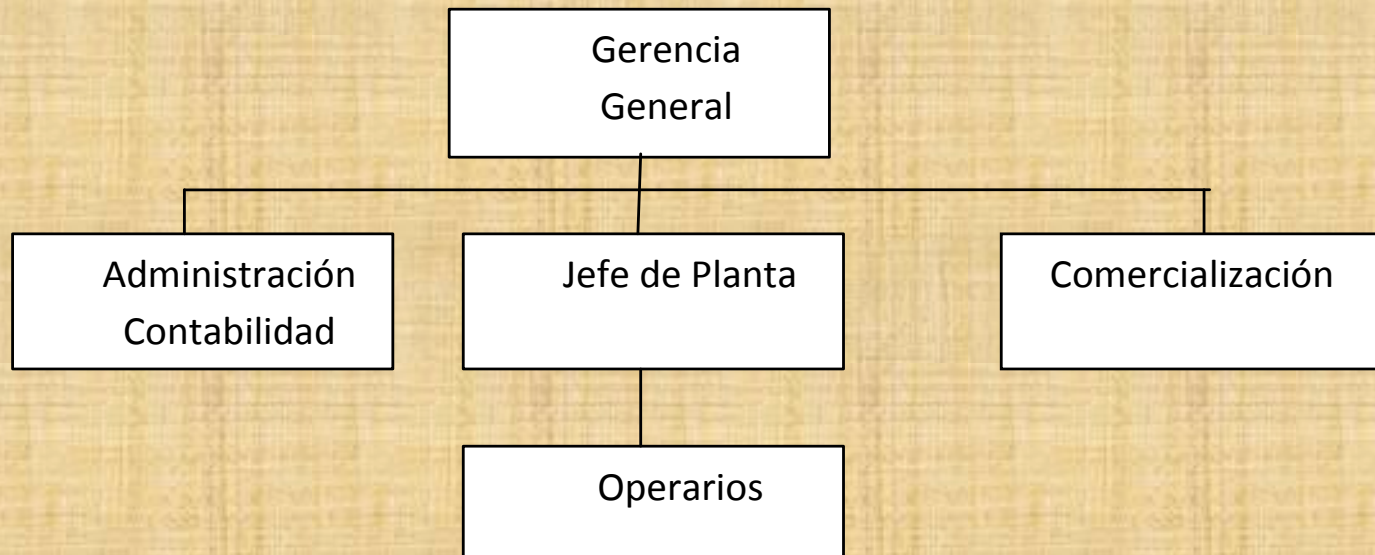 Gerencia
General
Administración
Contabilidad
Jefe de Planta
Comercialización
Operarios